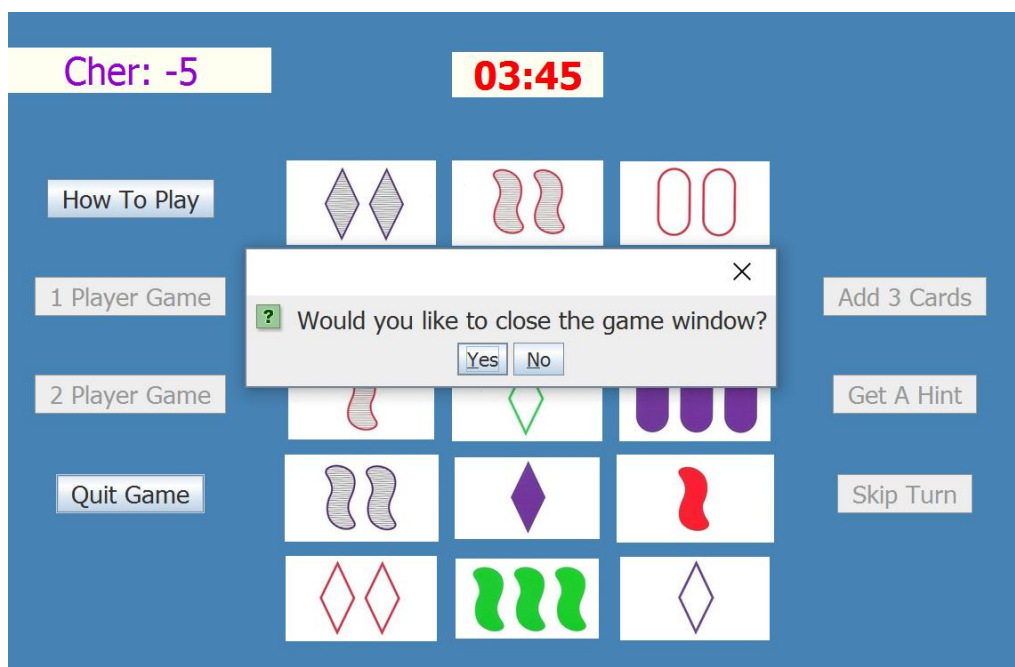 Cher: -5
03:45
How To Play
1 Player Game
2 Player Game
Quit Game
?
Would you like to close the game window?
Yes
No
Add 3 Cards
Get A Hint
Skip Turn